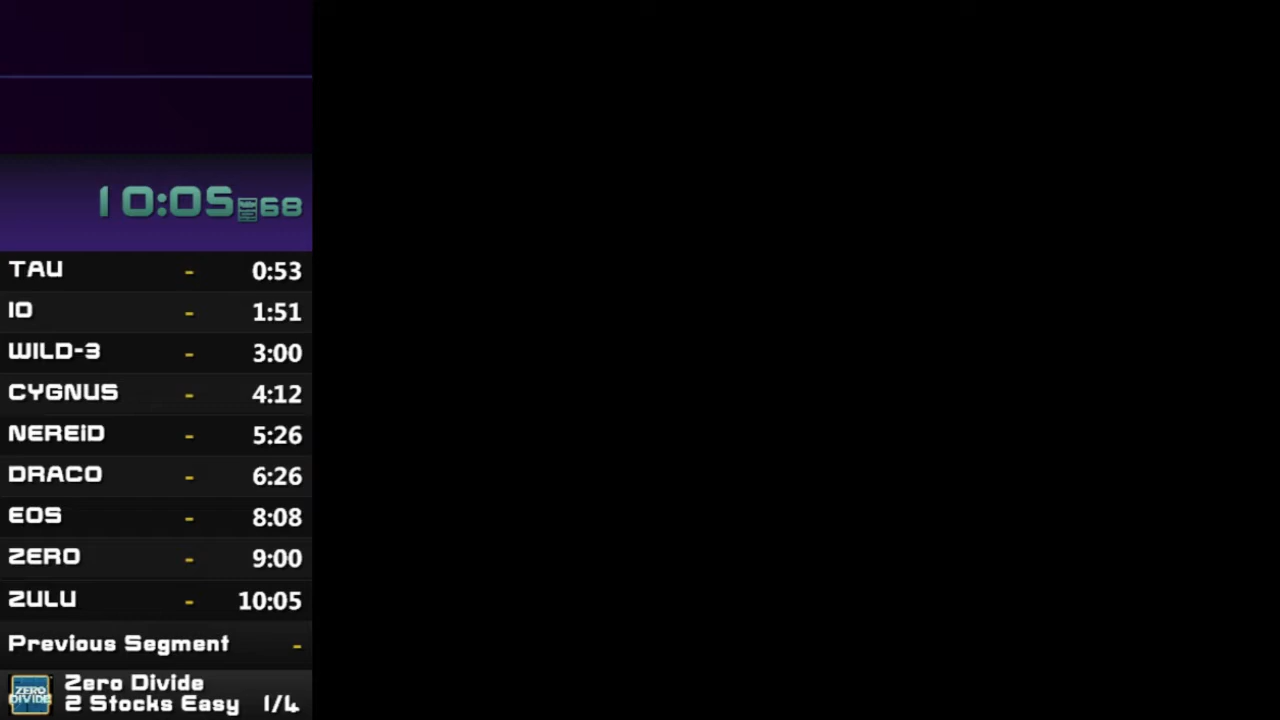 10:05 68
TAU - 0:53
IO - 1:51
WILD-3 - 3:00
CYGNUS - 4:12
NEREiD - 5:26
DRACO - 6:26
EOS - 8:08
ZERO - 9:00
ZULU - 10:05
Previous Segment -
ZERO DIVIDE
Zero Divide
2 Stocks Easy 1/4